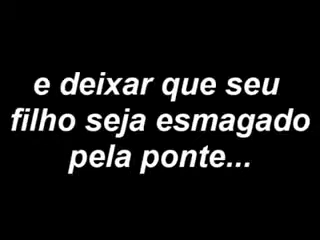 e deixar que seu
filho seja esmagado
pela ponte...